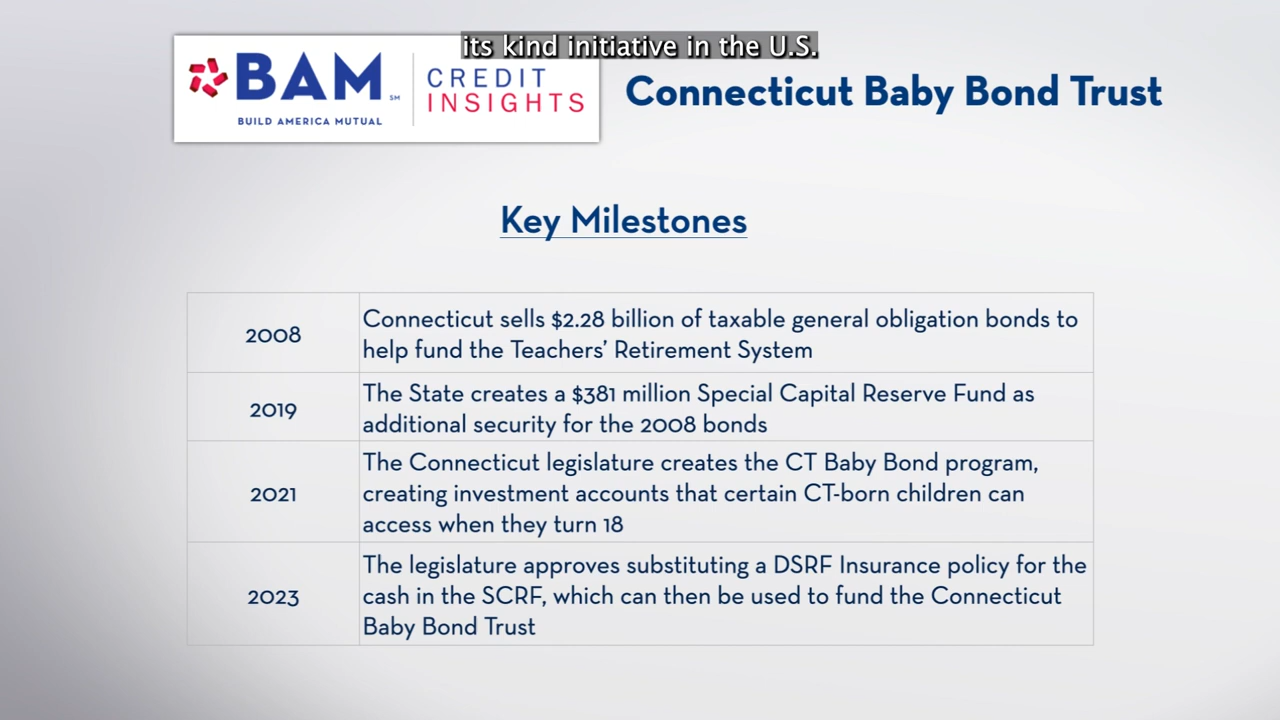 its kind initiative in the U.S.
BAM SM
BUILD AMERICA MUTUAL
CREDIT
INSIGHTS
Connecticut Baby Bond Trust
Key Milestones
2008
Connecticut sells $2.28 billion of taxable general obligation bonds to
help fund the Teachers’ Retirement System
2019
The State creates a $381 million Special Capital Reserve Fund as
additional security for the 2008 bonds
2021
The Connecticut legislature creates the CT Baby Bond program,
creating investment accounts that certain CT-born children can
access when they turn 18
2023
The legislature approves substituting a DSRF Insurance policy for the
cash in the SCRF, which can then be used to fund the Connecticut
Baby Bond Trust